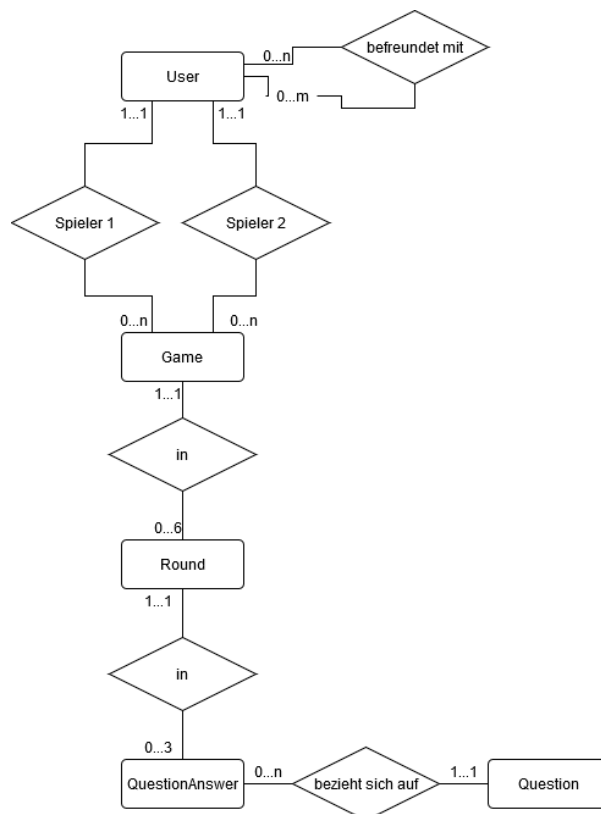 befreundet mit
0...n
User
0...m
1...1
1...1
Spieler 1
Spieler 2
0...n
0...n
Game
1...1
in
0...6
Round
1...1
in
0...3
QuestionAnswer
0...n
bezieht sich auf
1...1
Question